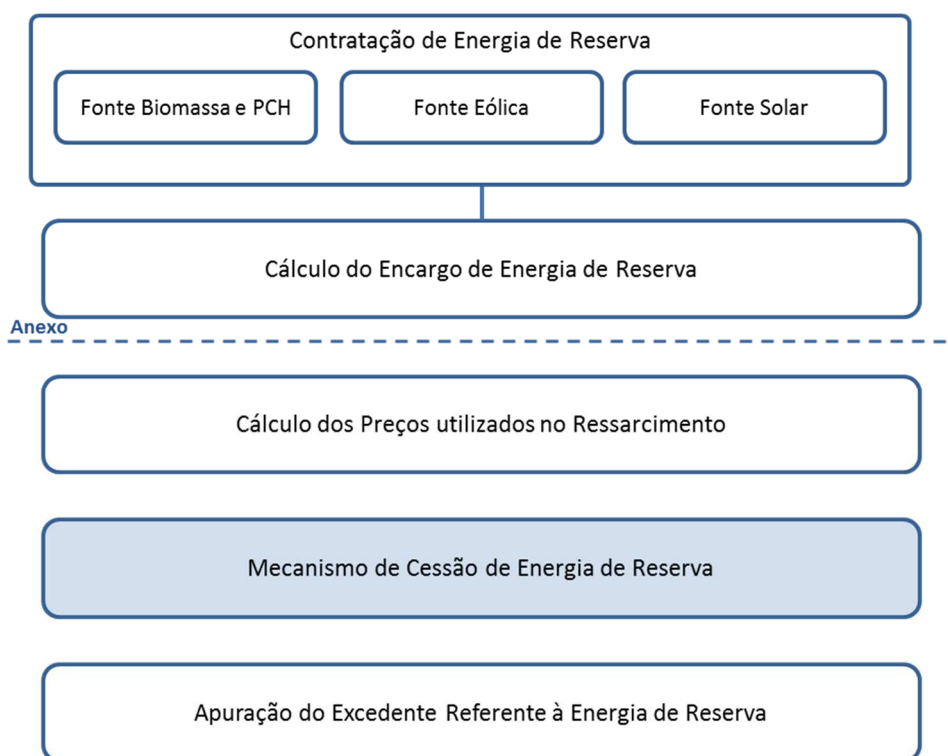 Contratação de Energia de Reserva
Fonte Biomassa e PCH
Fonte Eólica
Fonte Solar
Cálculo do Encargo de Energia de Reserva
Anexo
Cálculo dos Preços utilizados no Ressarcimento
Mecanismo de Cessão de Energia de Reserva
Apuração do Excedente Referente à Energia de Reserva